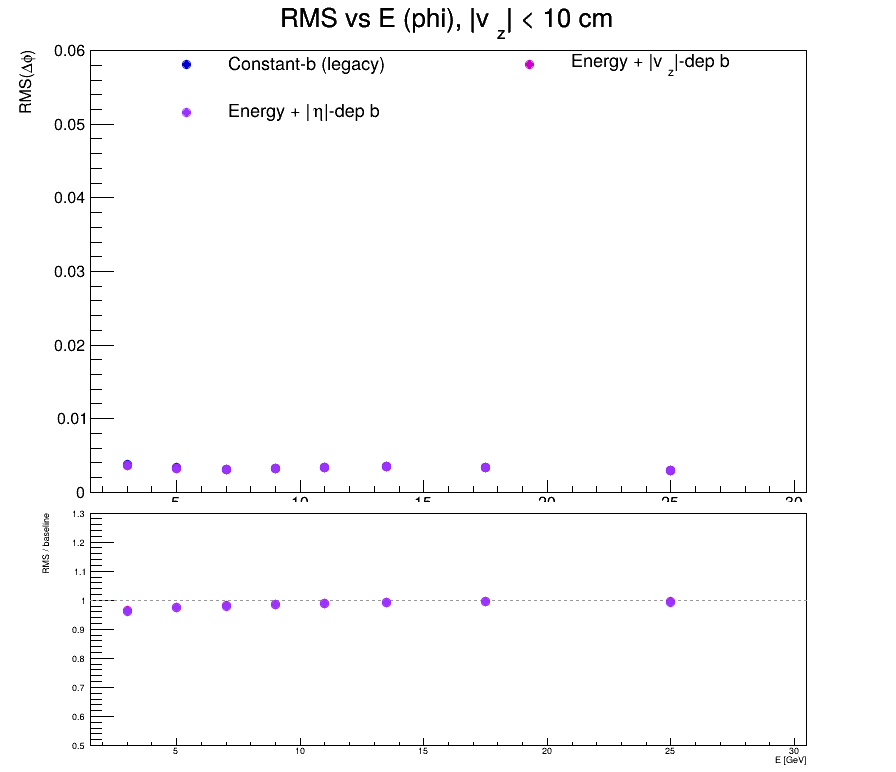 RMS vs E (phi), |v z| < 10 cm
RMS(Δϕ)
0.06
0.05
0.04
0.03
0.02
0.01
0
Constant-b (legacy)
Energy + |v z|-dep b
Energy + |η|-dep b
5 10 15 20 25 30
RMS / baseline
1.3
1.2
1.1
1
0.9
0.8
0.7
0.6
0.5
5 10 15 20 25 30
E [GeV]